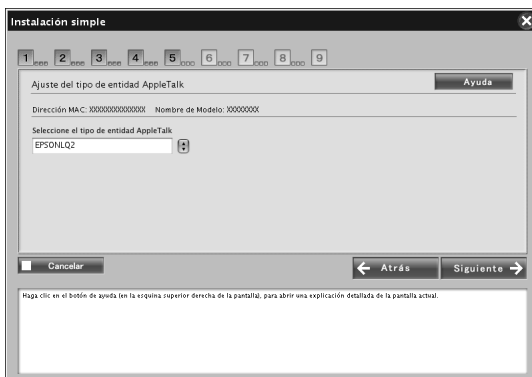 Instalación simple
1 2 3 4 5 6 7 8 9
Ajuste del tipo de entidad AppleTalk
Ayuda
Dirección MAC: XXXXXXXXXXXXX Nombre de Modelo: XXXXXXX
Seleccione el tipo de entidad AppleTalk
EPSONLQ2
Cancelar
Atrás
Siguiente
Haga clic en el botón de ayuda (en la esquina superior derecha de la pantalla), para abrir una explicación detallada de la pantalla actual.